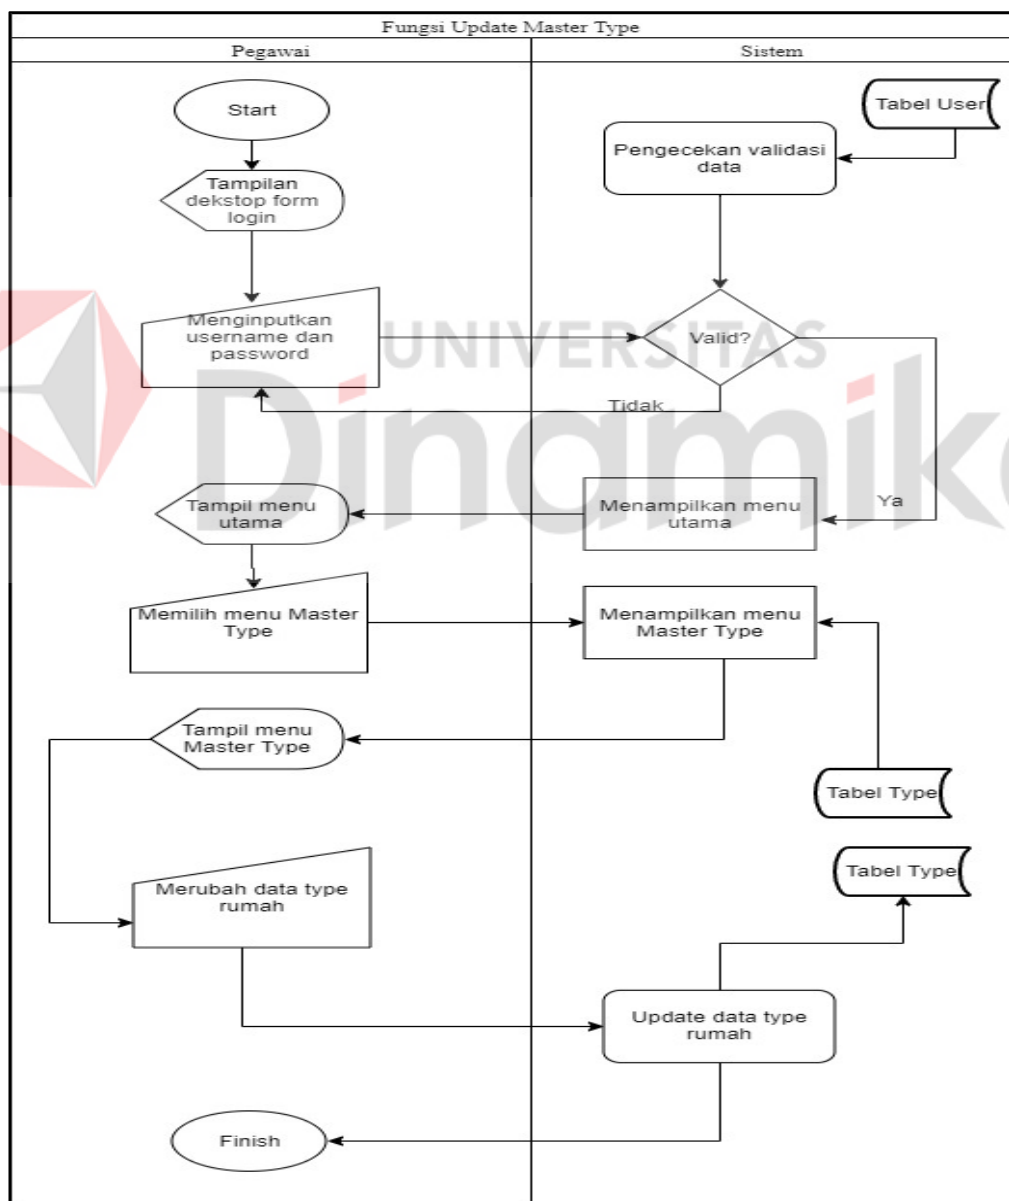 Fungsi Update Master Type
Pegawai
Sistem
Start
Tabel User
Pengecekan validasi
data
Tampilan
dekstop form
login
Menginputkan
username dan
password
Valid?
Tidak
UNIVERSITAS
Dinamika
Ya
Tampil menu
utama
Menampilkan menu
utama
Memilih menu Master
Type
Menampilkan menu
Master Type
Tampil menu
Master Type
Tabel Type
Merubah data type
rumah
Tabel Type
Update data type
rumah
Finish